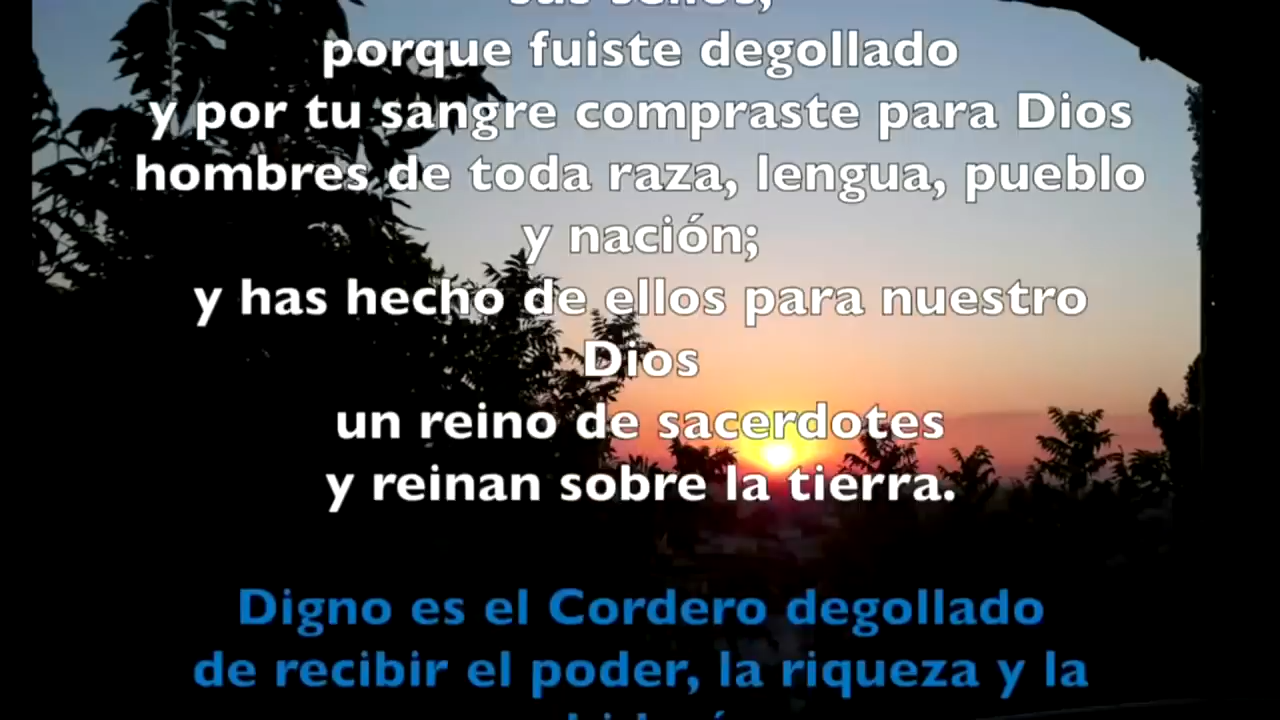 sus sellos,
porque fuiste degollado
y por tu sangre compraste para Dios
hombres de toda raza, lengua, pueblo
y nación;
y has hecho de ellos para nuestro
Dios
un reino de sacerdotes
y reinan sobre la tierra.
Digno es el Cordero degollado
de recibir el poder, la riqueza y la